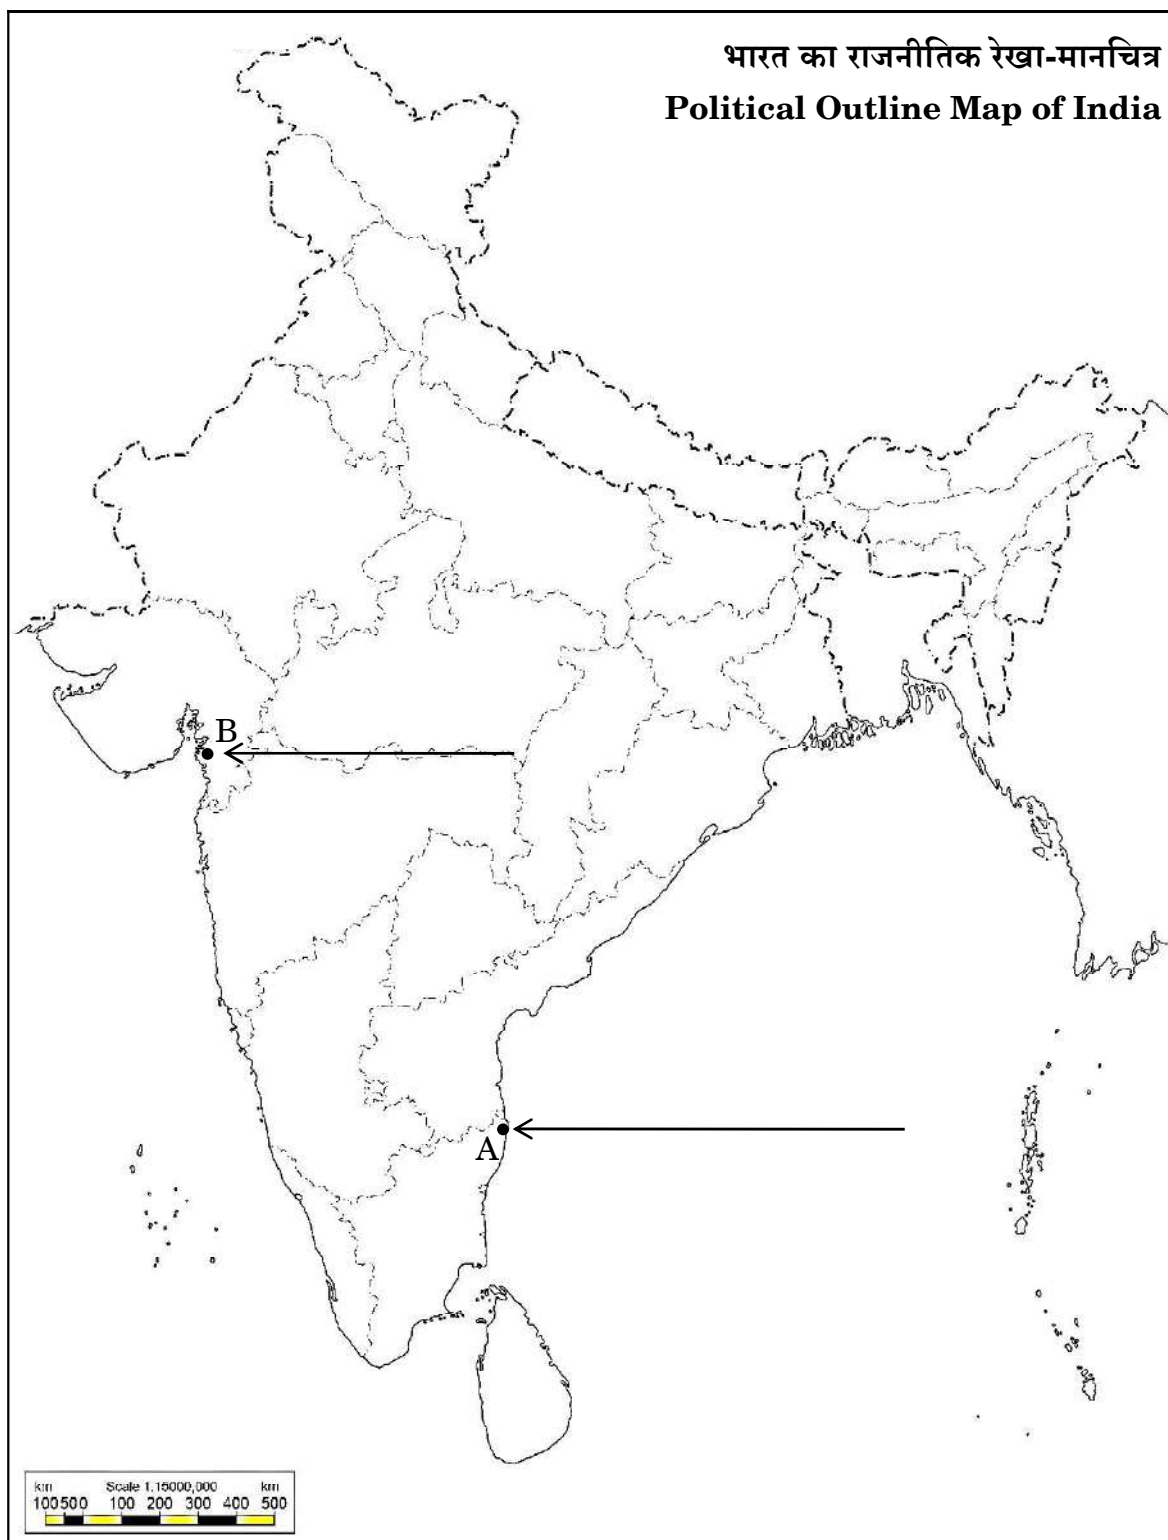 भारत का राजनीतिक रेखा-मानचित्र
Political Outline Map of India
B
A
km Scale 1:15000,000 km
100500 100 200 300 400 500